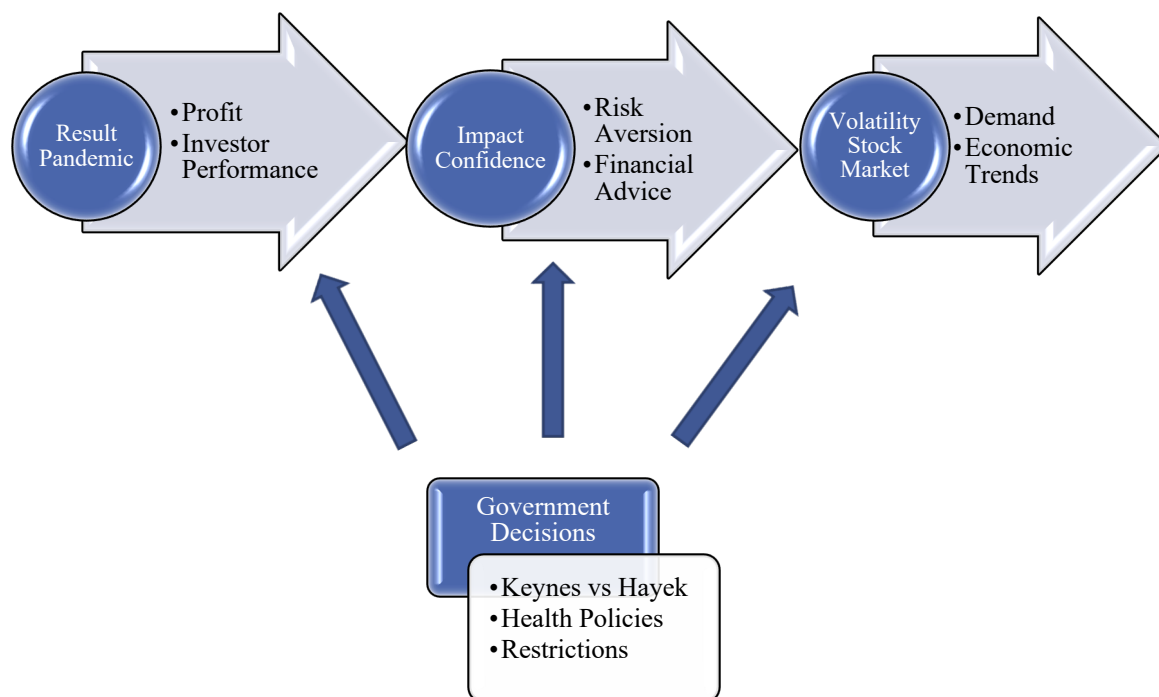 Result
Pandemic
•Profit
•Investor
Performance
Impact
Confidence
•Risk
Aversion
•Financial
Advice
Volatility
Stock
Market
•Demand
•Economic
Trends
Government
Decisions
•Keynes vs Hayek
•Health Policies
•Restrictions